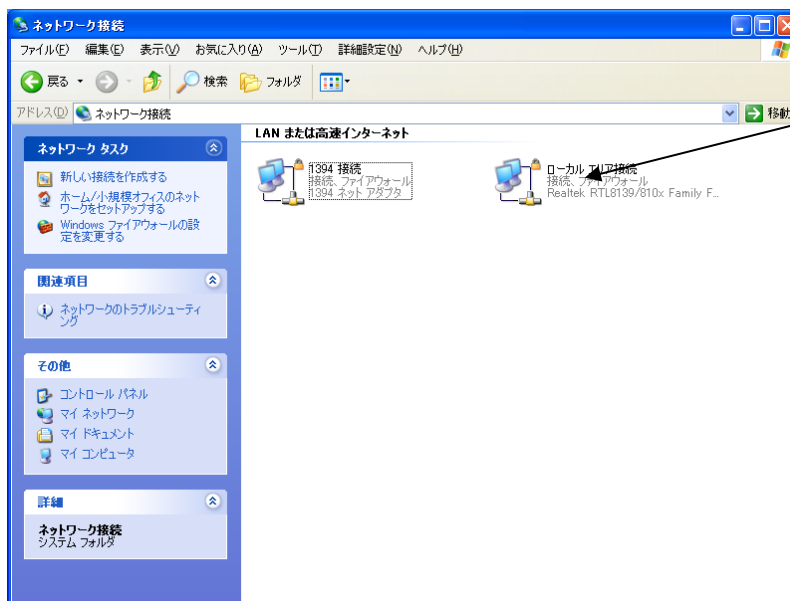 ネットワーク接続
ファイル(F) 編集(E) 表示(V) お気に入り(A) ツール(T) 詳細設定(N) ヘルプ(H)
戻る 検索 フォルダ
アドレス(D) ネットワーク接続 移動
ネットワーク タスク
新しい接続を作成する
ホーム/小規模オフィスのネット
ワークをセットアップする
Windows ファイアウォールの設
定を変更する
関連項目
ネットワークのトラブルシューティ
ング
その他
コントロール パネル
マイ ネットワーク
マイ ドキュメント
マイ コンピュータ
詳細
ネットワーク接続
システム フォルダ
LAN または高速インターネット
1394 接続
接続、ファイアウォール
1394 ネット アダプタ
ローカル エリア接続
接続、ファイアウォール
Realtek RTL8139/810x Family F...